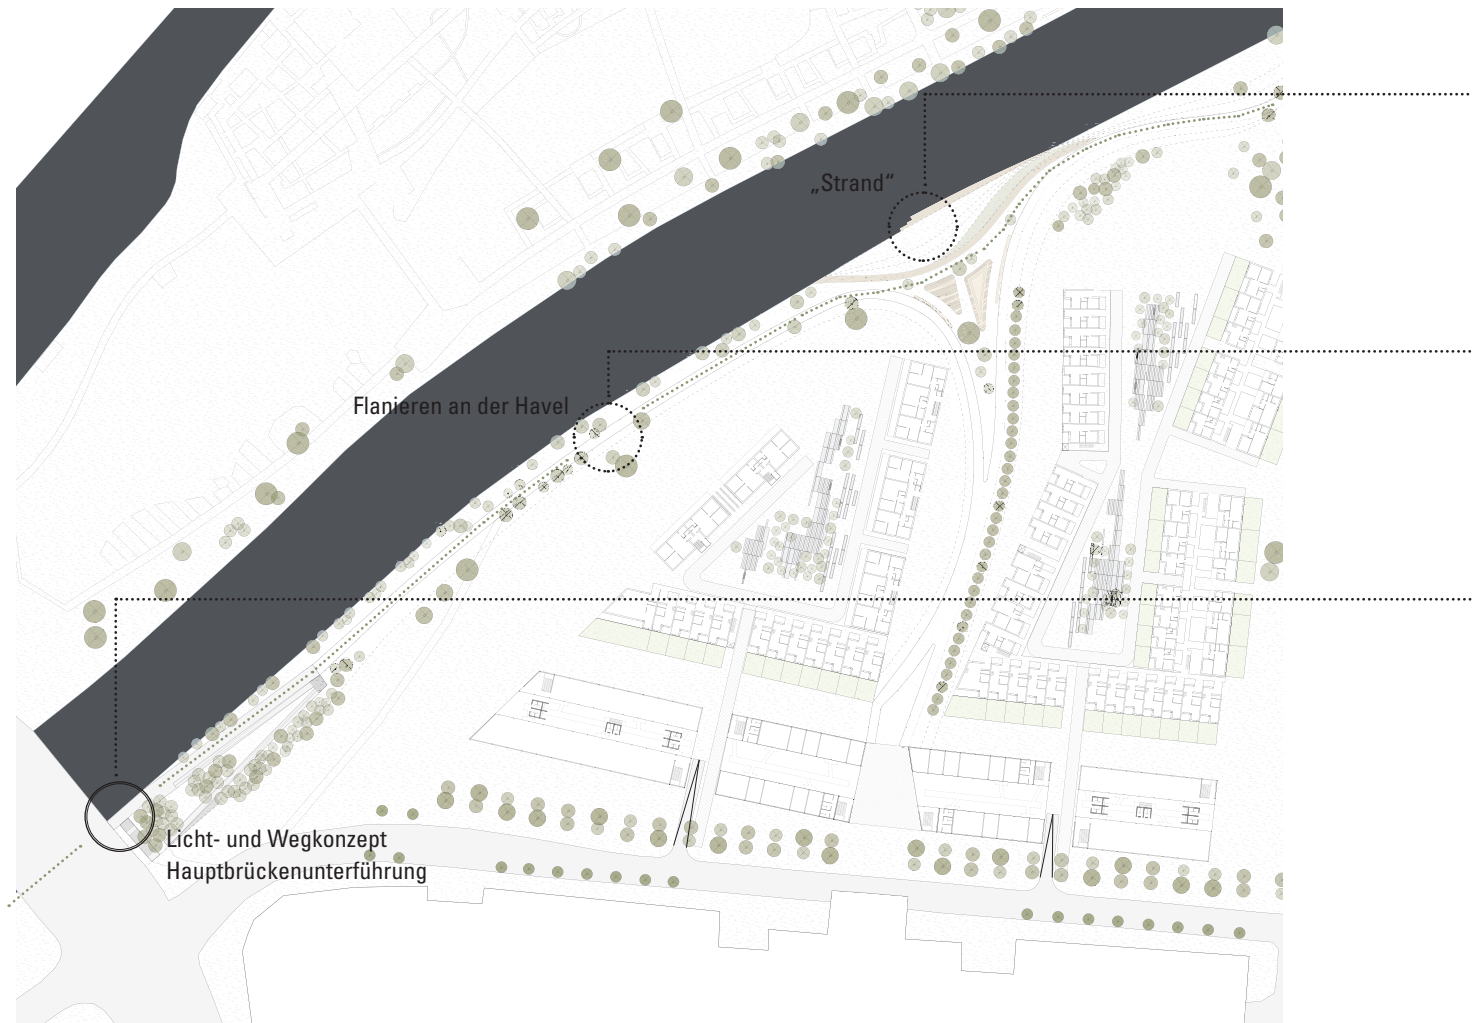 „Strand“
Flanieren an der Havel
Licht- und Wegkonzept
Hauptbrückenunterführung